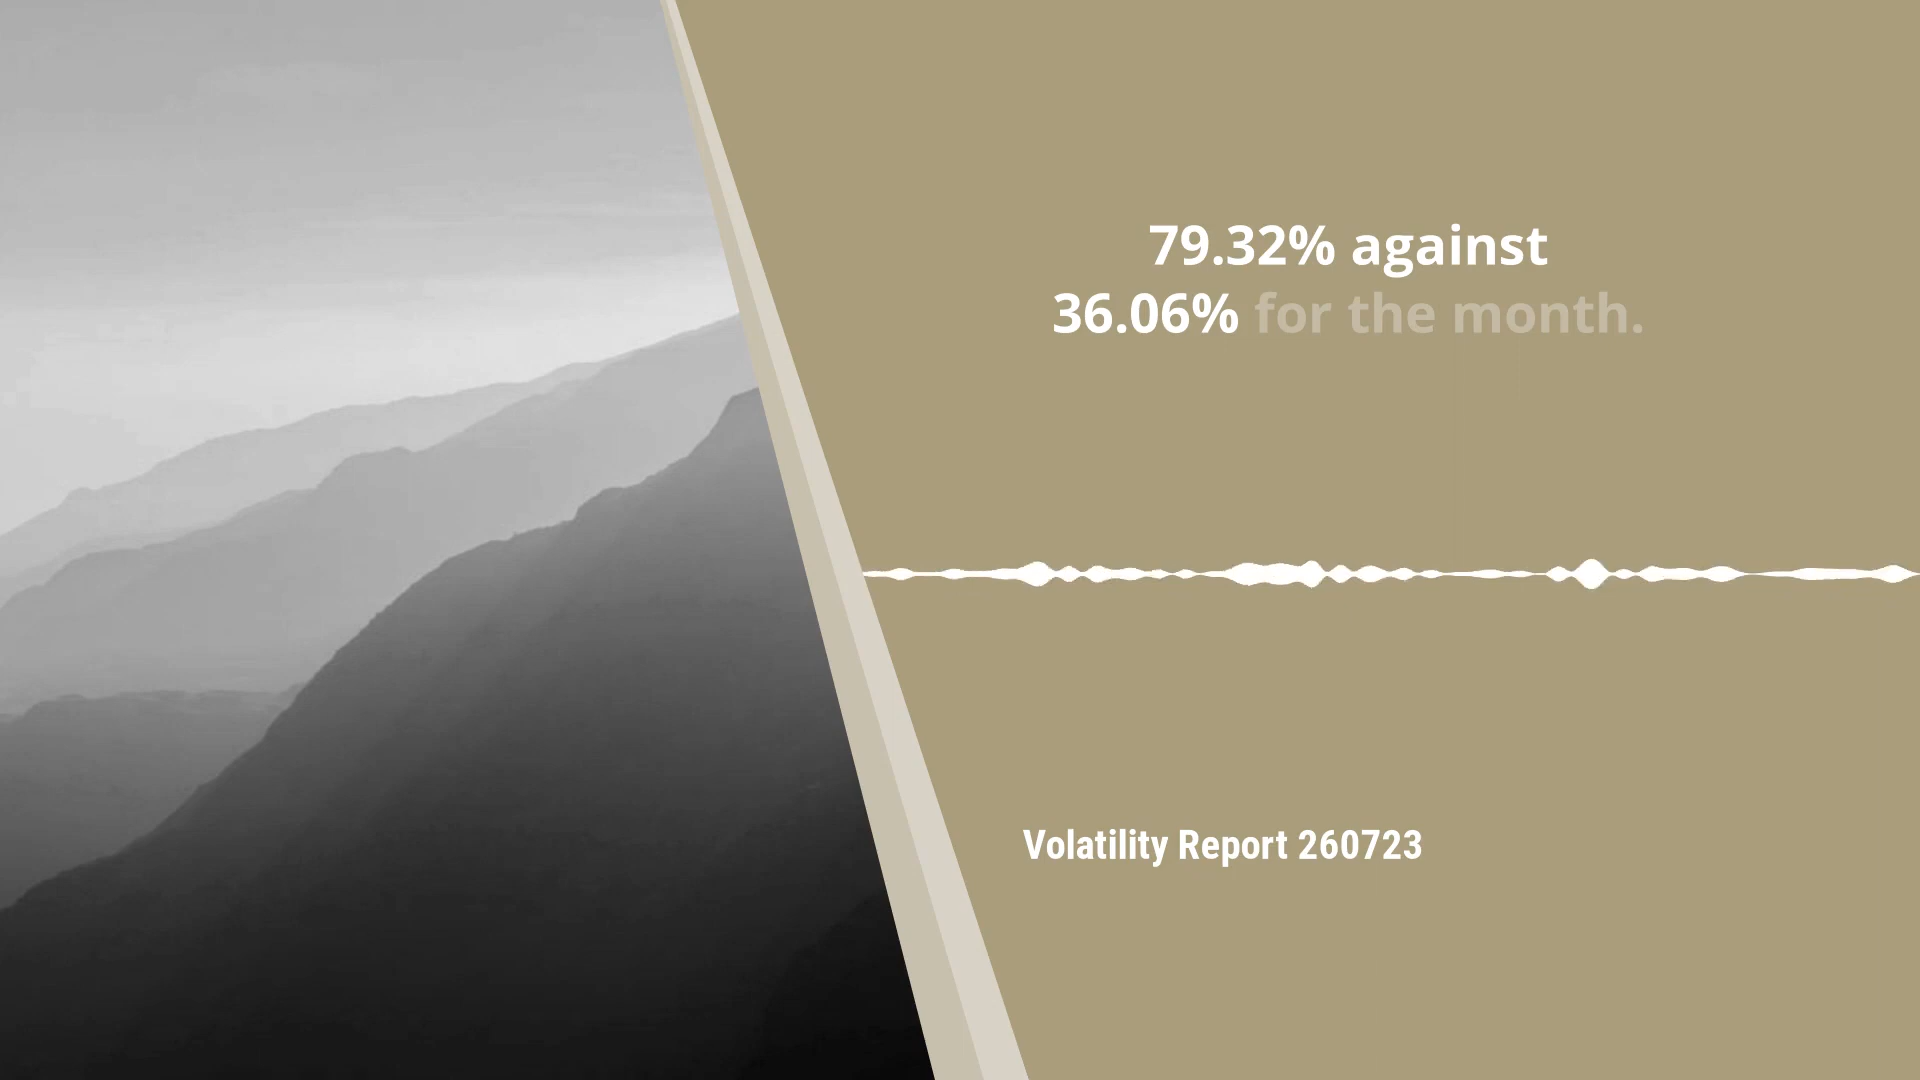 79.32% against
36.06% for the month.
Volatility Report 260723